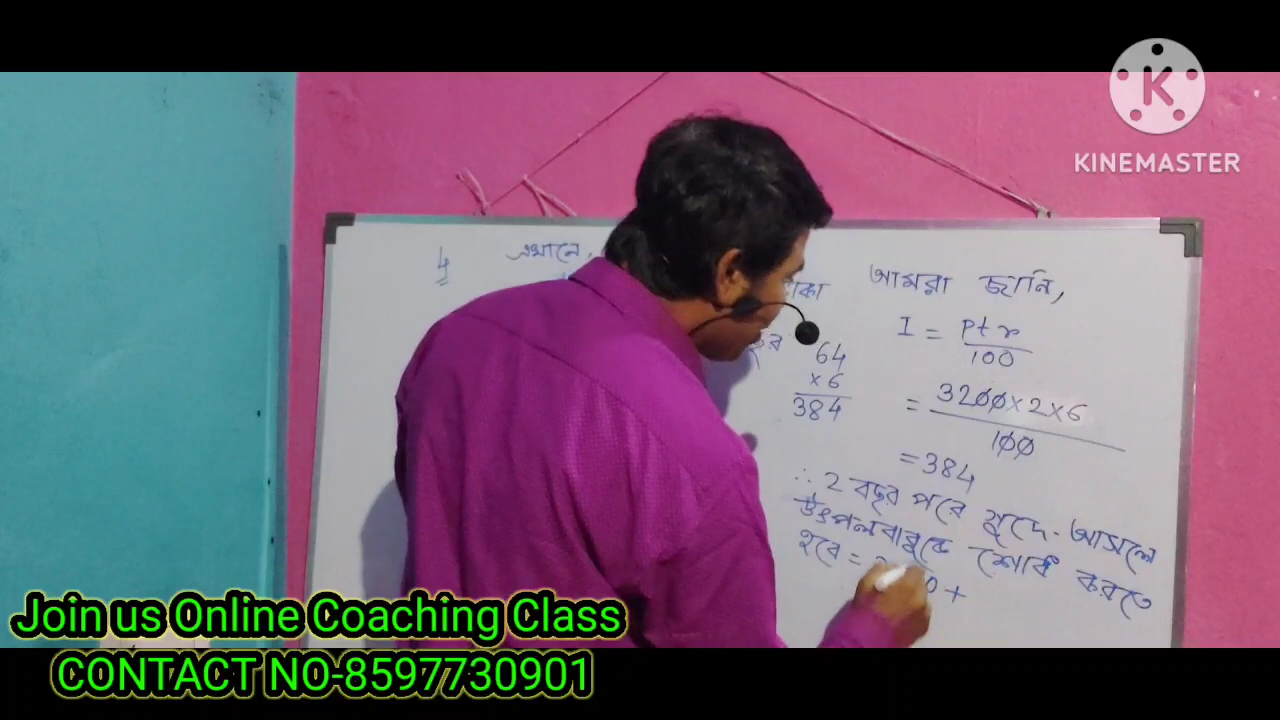 KINEMASTER
4 এখানে,
আমরা জানি,
I = ptr
100
64
×6
384
= 3200×2×6
100
= 384
∴ 2 বছর পরে সুদে-আসলে
উৎপলবাবুকে শোধ করতে
হবে =
+
Join us Online Coaching Class
CONTACT NO-8597730901